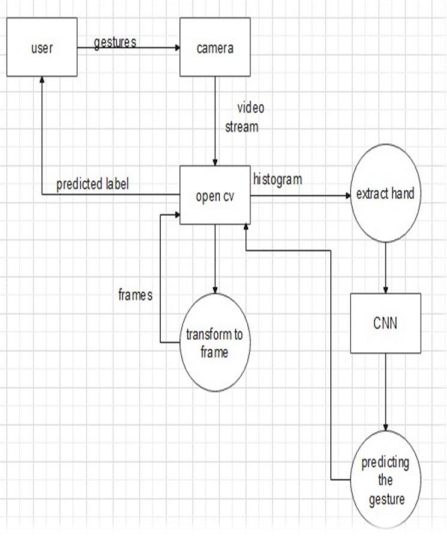 user
gestures
camera
video
stream
predicted label
open cv
histogram
extract hand
frames
transform to
frame
CNN
predicting
the
gesture